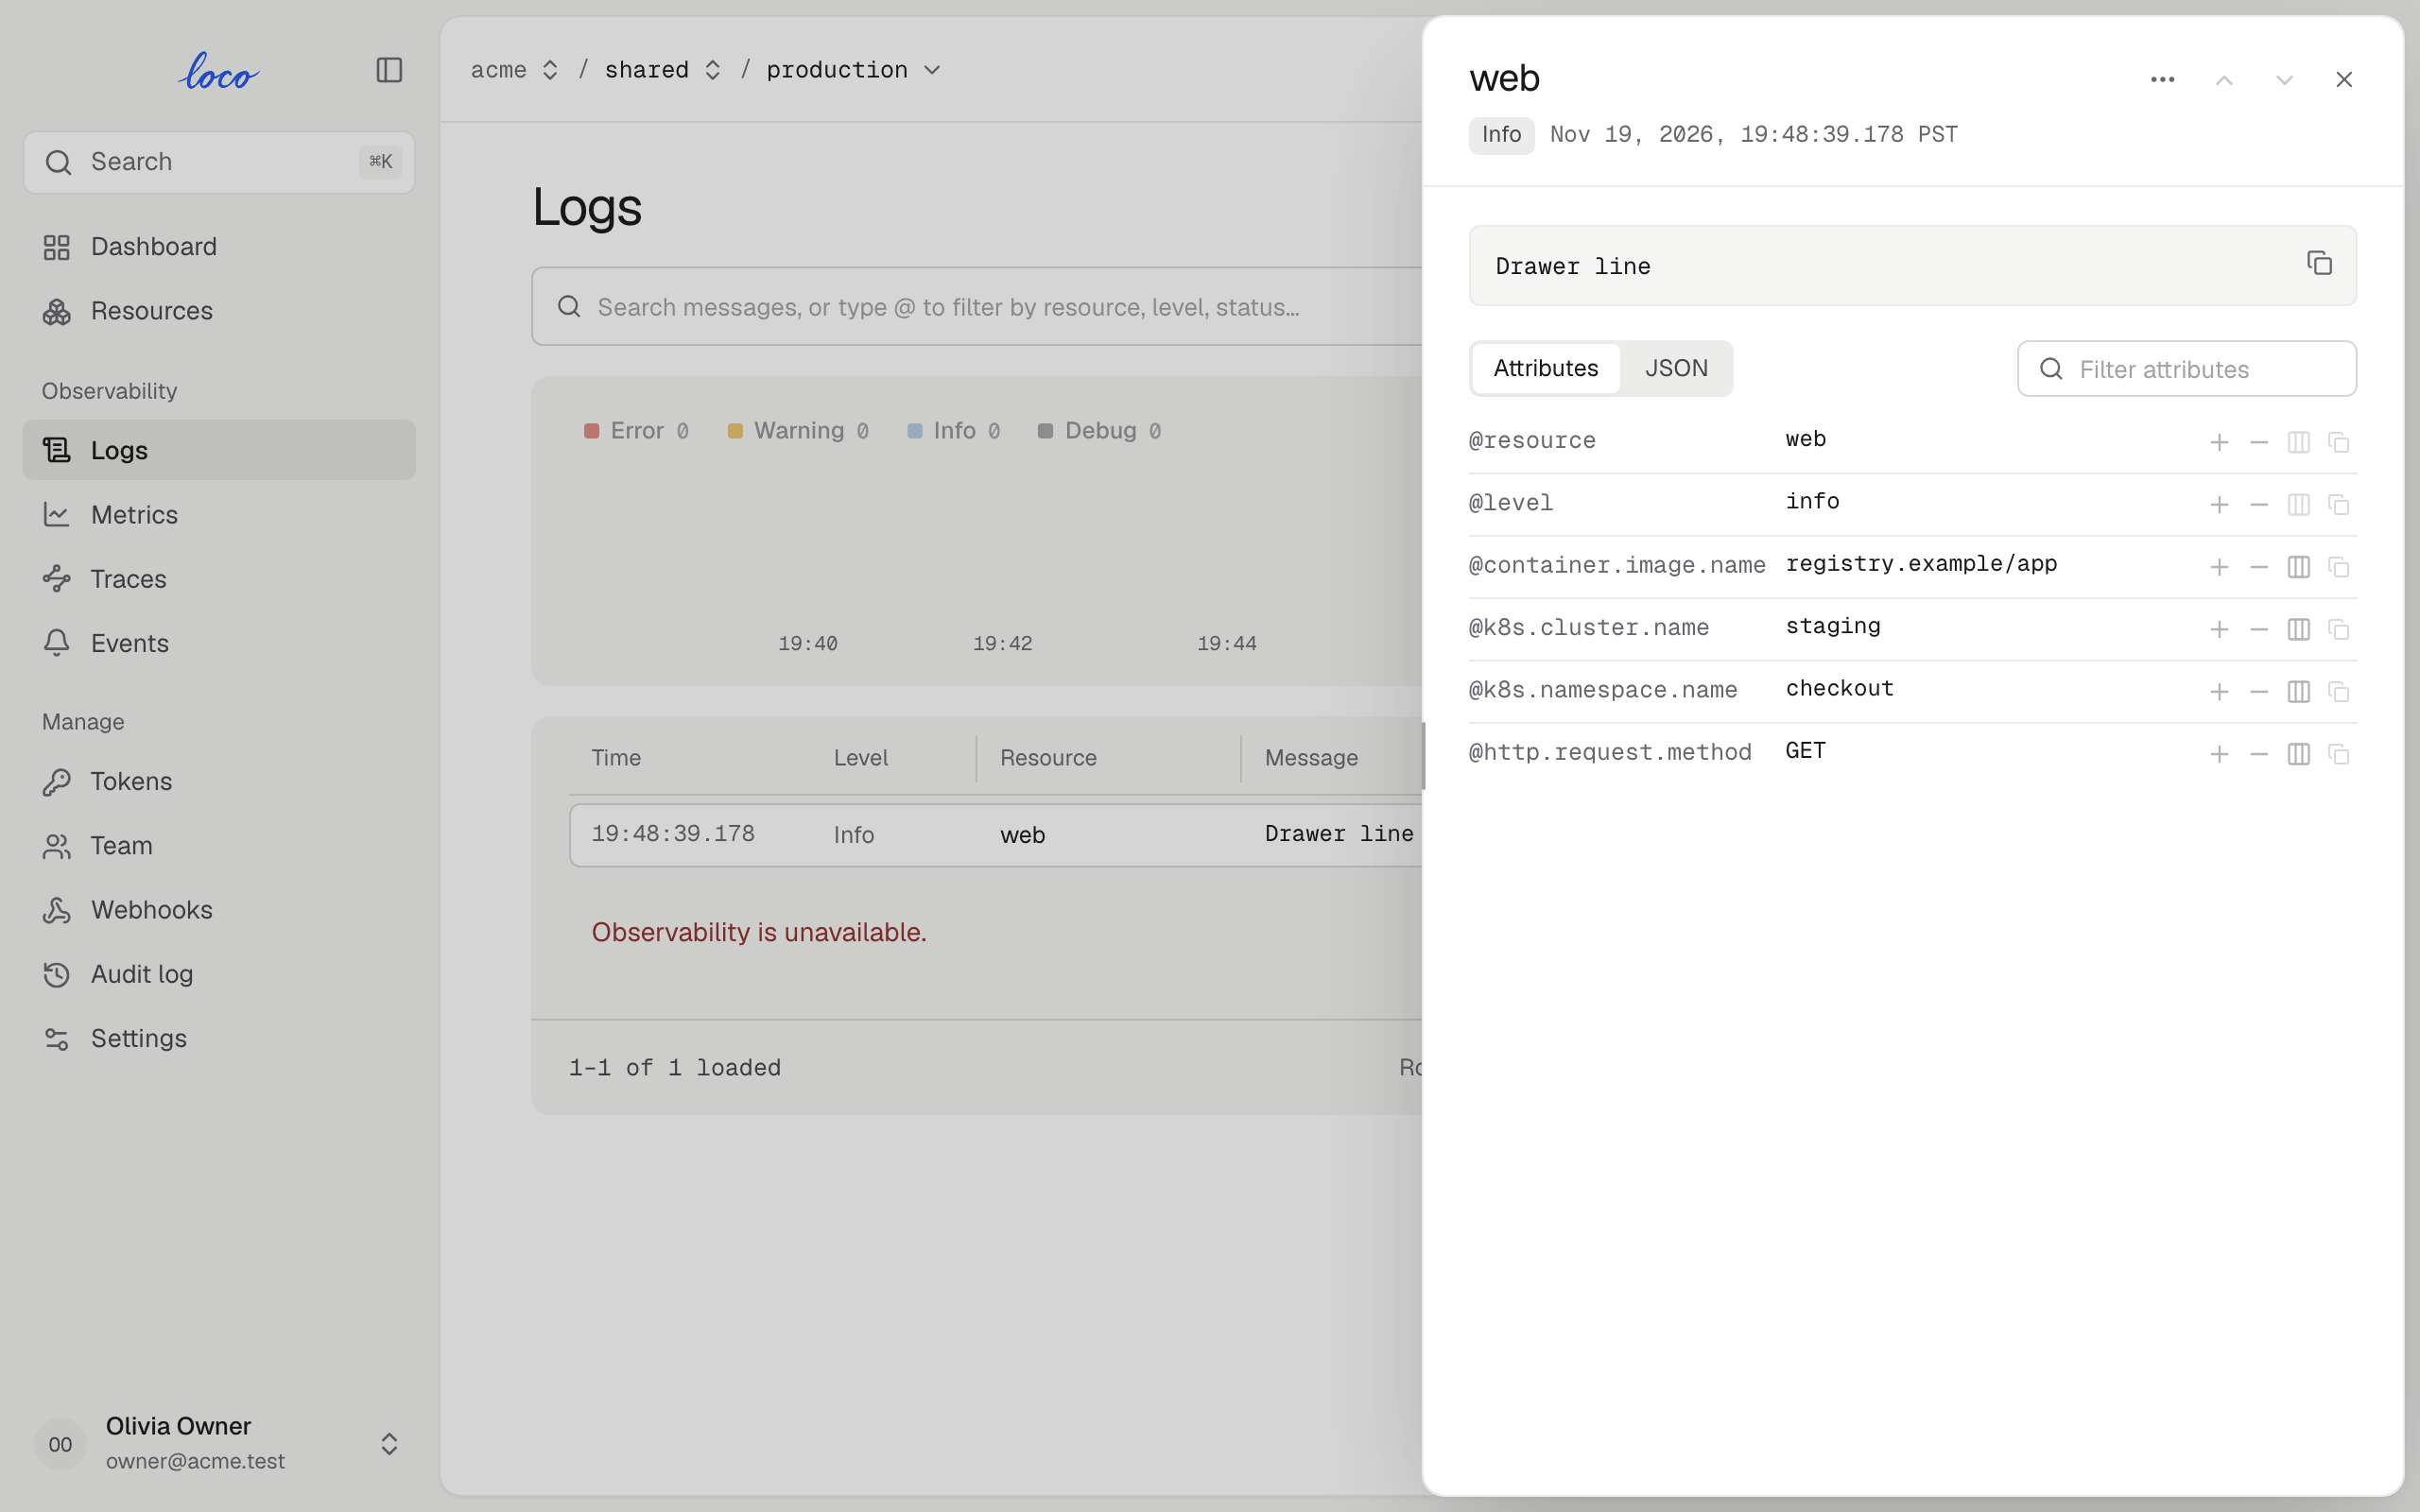 loco
Search ⌘K
Dashboard
Resources
Observability
Logs
Metrics
Traces
Events
Manage
Tokens
Team
Webhooks
Audit log
Settings
OO
Olivia Owner
owner@acme.test
acme / shared / production
Logs
Search messages, or type @ to filter by resource, level, status…
Error 0 Warning 0 Info 0 Debug 0
19:40 19:42 19:44
Time Level Resource Message
19:48:39.178 Info web Drawer line
Observability is unavailable.
1–1 of 1 loaded
web
Info Nov 19, 2026, 19:48:39.178 PST
Drawer line
Attributes JSON Filter attributes
@resource web
@level info
@container.image.name registry.example/app
@k8s.cluster.name staging
@k8s.namespace.name checkout
@http.request.method GET